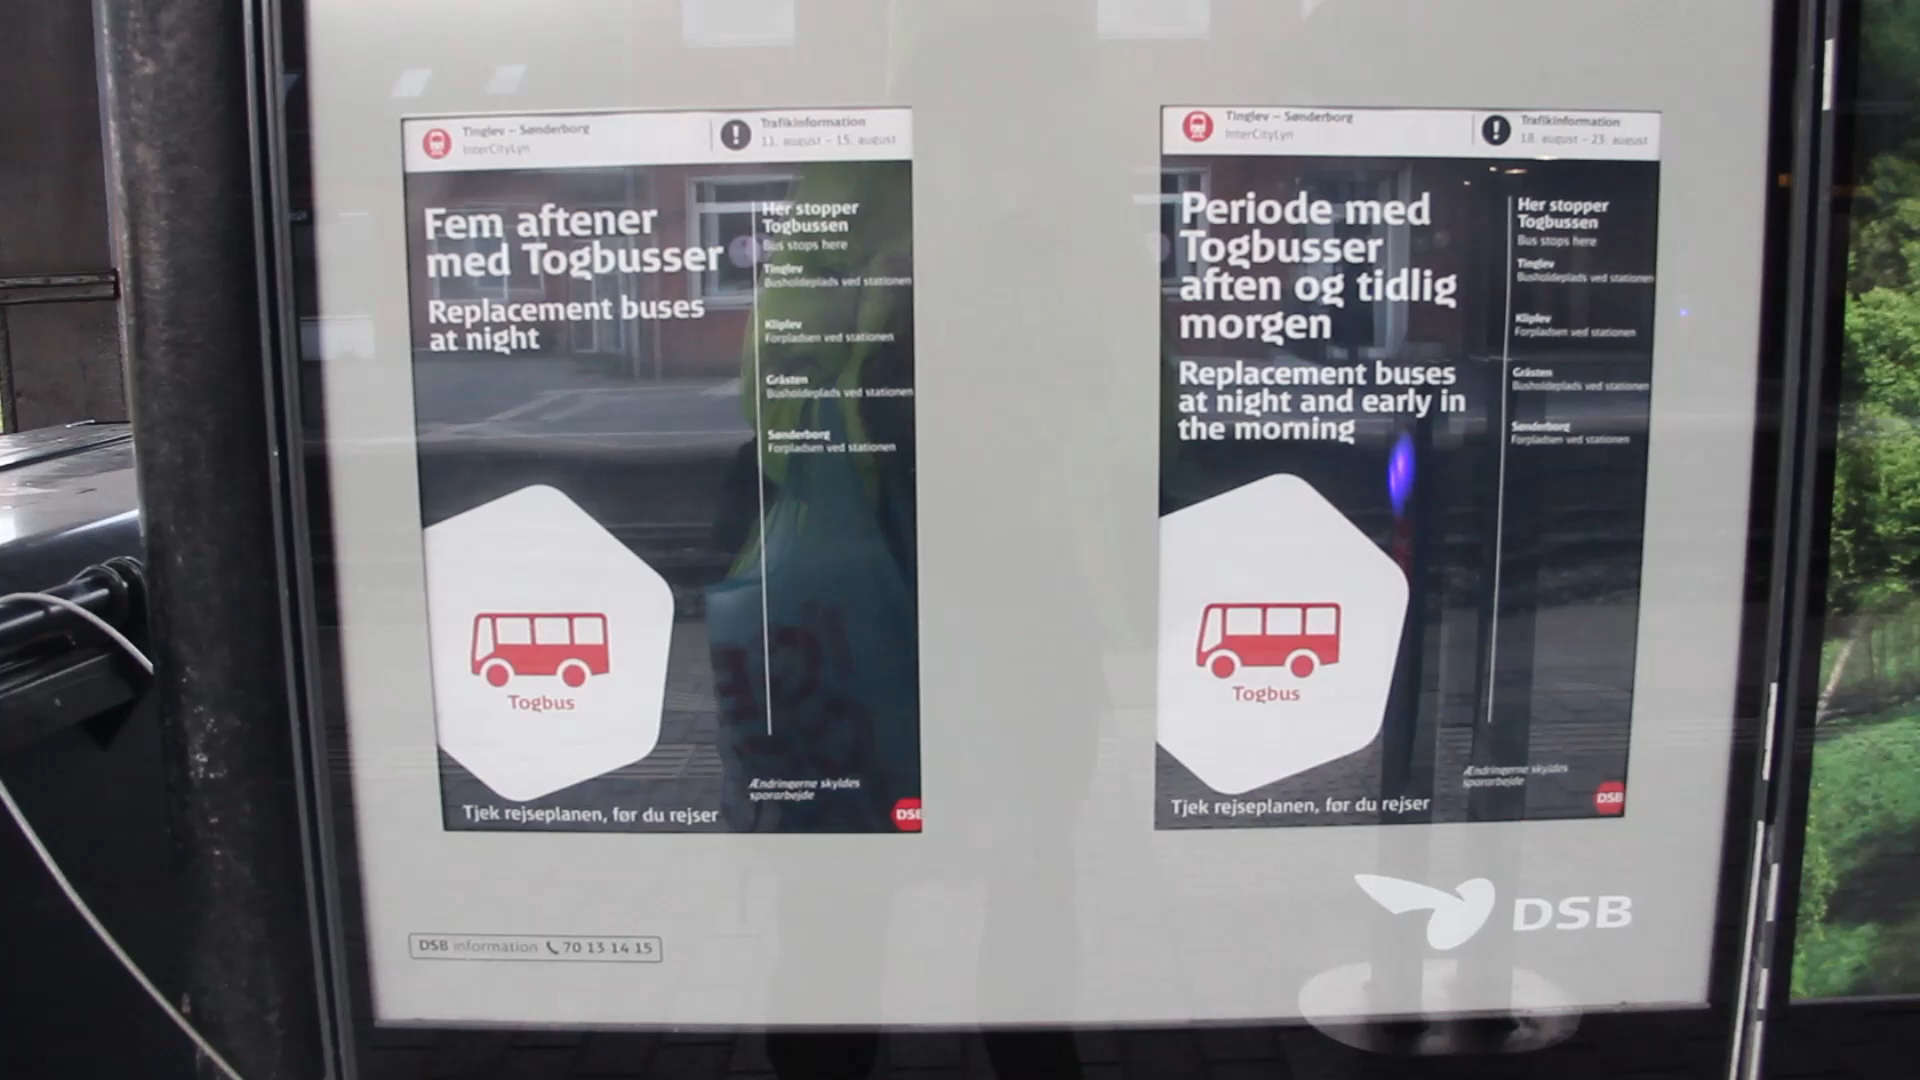 Tinglev – Sønderborg
InterCityLyn
Trafikinformation
11. august – 15. august
Fem aftener
med Togbusser
Replacement buses
at night
Her stopper
Togbussen
Bus stops here
Tinglev
Busholdeplads ved stationen
Kliplev
Forpladsen ved stationen
Gråsten
Busholdeplads ved stationen
Sønderborg
Forpladsen ved stationen
Togbus
Ændringerne skyldes
sporarbejde
Tjek rejseplanen, før du rejser
DSB
Tinglev – Sønderborg
InterCityLyn
Trafikinformation
18. august – 23. august
Periode med
Togbusser
aften og tidlig
morgen
Replacement buses
at night and early in
the morning
Her stopper
Togbussen
Bus stops here
Tinglev
Busholdeplads ved stationen
Kliplev
Forpladsen ved stationen
Gråsten
Busholdeplads ved stationen
Sønderborg
Forpladsen ved stationen
Togbus
Ændringerne skyldes
sporarbejde
Tjek rejseplanen, før du rejser
DSB
DSB information 70 13 14 15
DSB